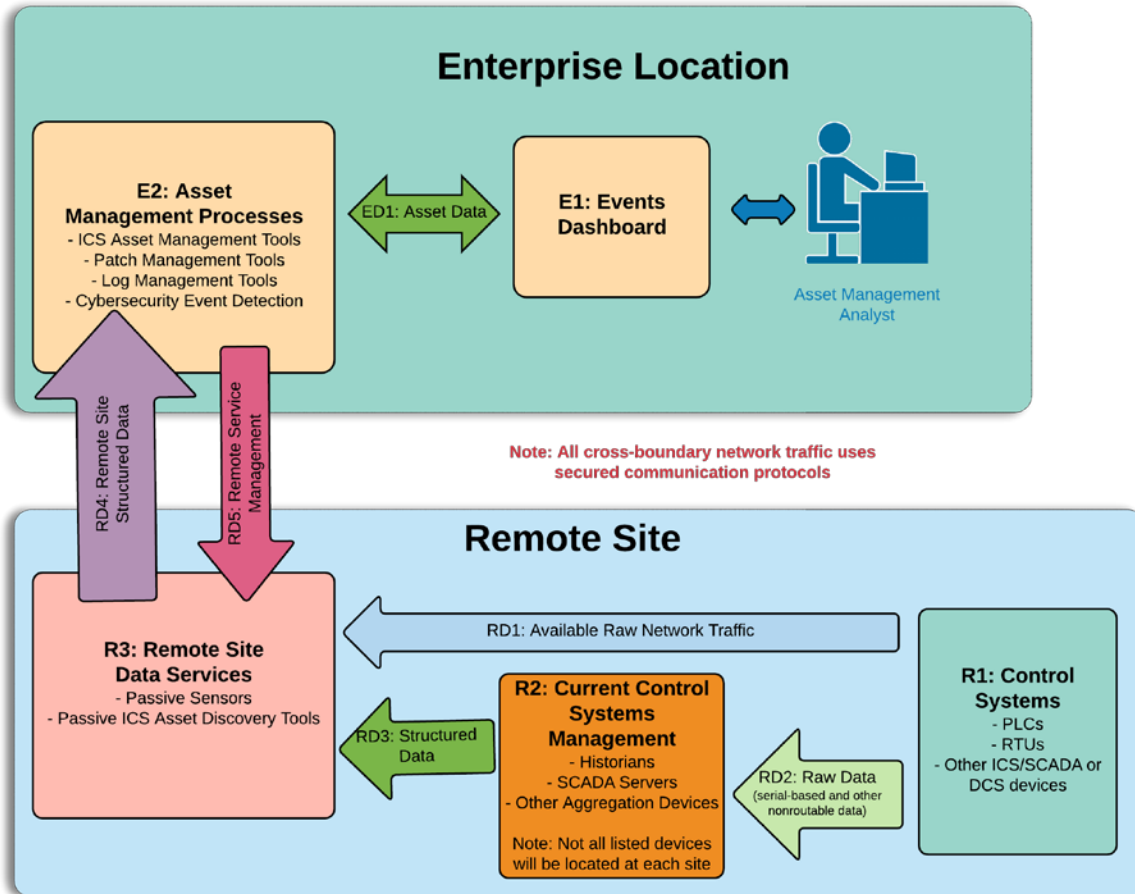 Enterprise Location
E2: Asset
Management Processes
- ICS Asset Management Tools
- Patch Management Tools
- Log Management Tools
- Cybersecurity Event Detection
ED1: Asset Data
E1: Events
Dashboard
Asset Management
Analyst
RD4: Remote Site
Structured Data
RD5: Remote Service
Management
Note: All cross-boundary network traffic uses
secured communication protocols
Remote Site
R3: Remote Site
Data Services
- Passive Sensors
- Passive ICS Asset Discovery Tools
RD1: Available Raw Network Traffic
RD3: Structured
Data
R2: Current Control
Systems
Management
- Historians
- SCADA Servers
- Other Aggregation Devices
Note: Not all listed devices
will be located at each site
RD2: Raw Data
(serial-based and other
nonroutable data)
R1: Control
Systems
- PLCs
- RTUs
- Other ICS/SCADA or
DCS devices